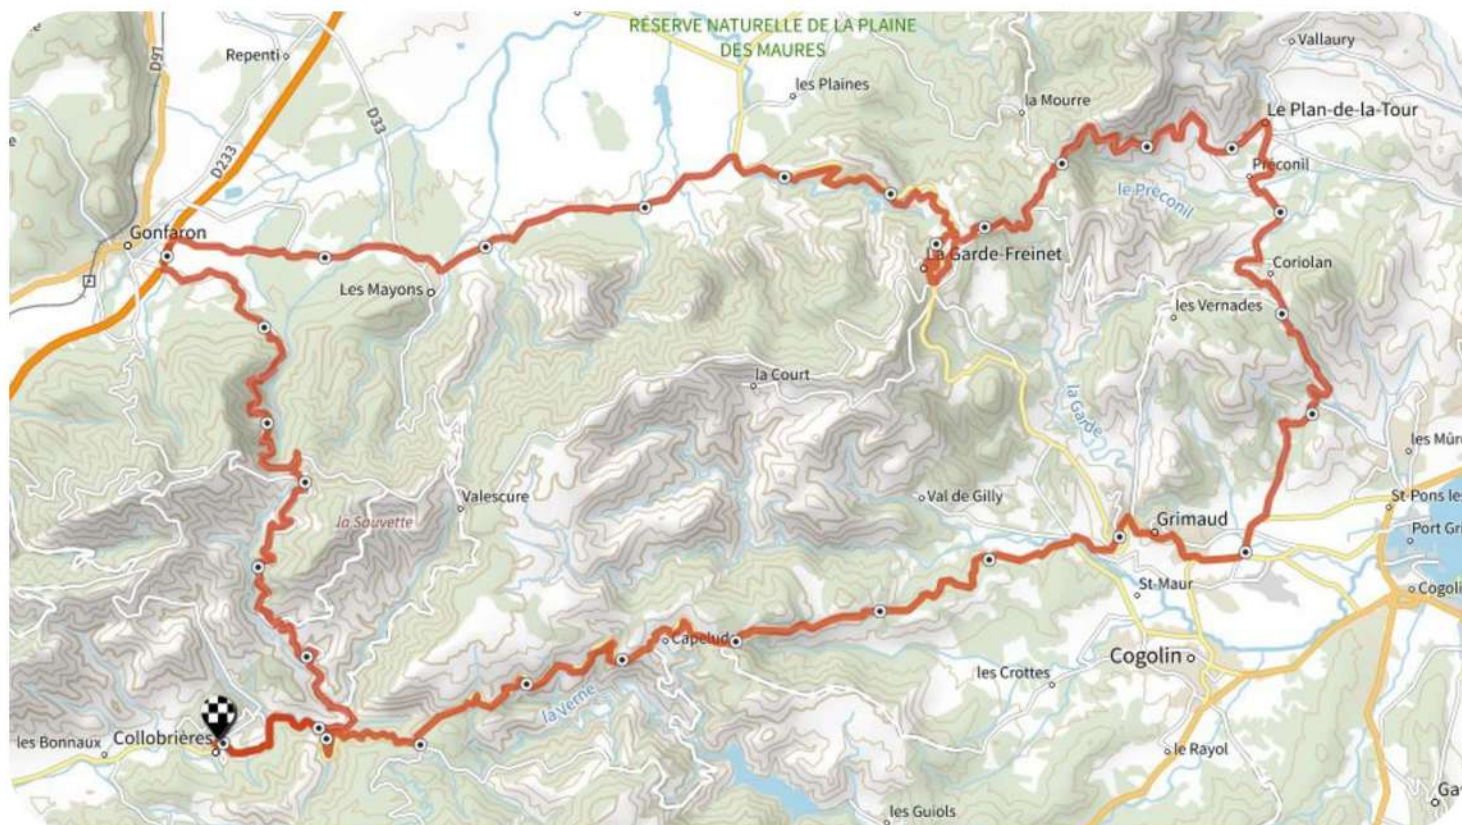 RÉSERVE NATURELLE DE LA PLAINE
DES MAURES
Vallaury
D97
Repenti
les Plaines
la Mourre
Le Plan-de-la-Tour
D33
D233
Préconil
le Préconil
Gonfaron
La Garde-Freinet
Coriolan
Les Mayons
les Vernades
la Court
la Garde
les Mûr
Valescure
Val de Gilly
St-Pons les
la Sauvette
Grimaud
Port Gri
St-Maur
Cogoli
Capelud
Cogolin
les Crottes
la Verne
les Bonnaux
Collobrières
le Rayol
Ga
les Guiols